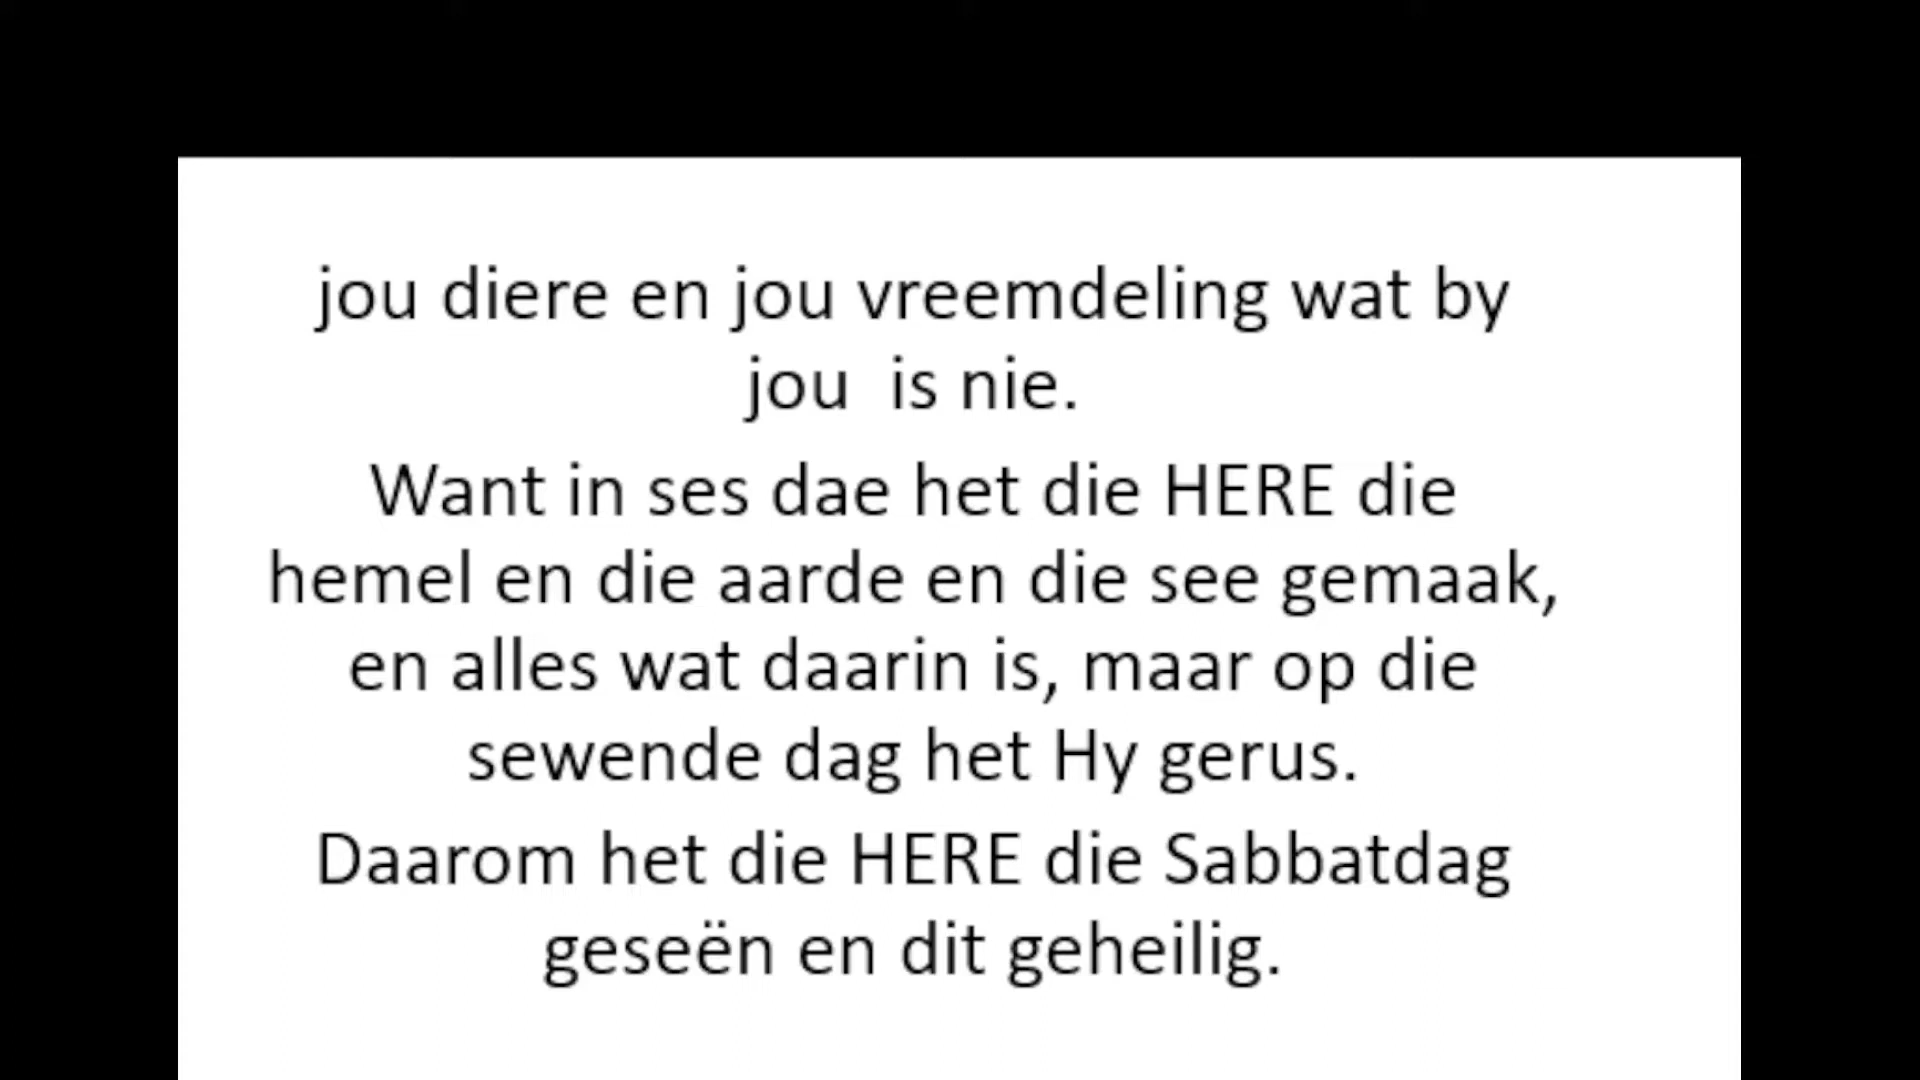 jou diere en jou vreemdeling wat by
jou  is nie.
Want in ses dae het die HERE die
hemel en die aarde en die see gemaak,
en alles wat daarin is, maar op die
sewende dag het Hy gerus.
Daarom het die HERE die Sabbatdag
geseën en dit geheilig.